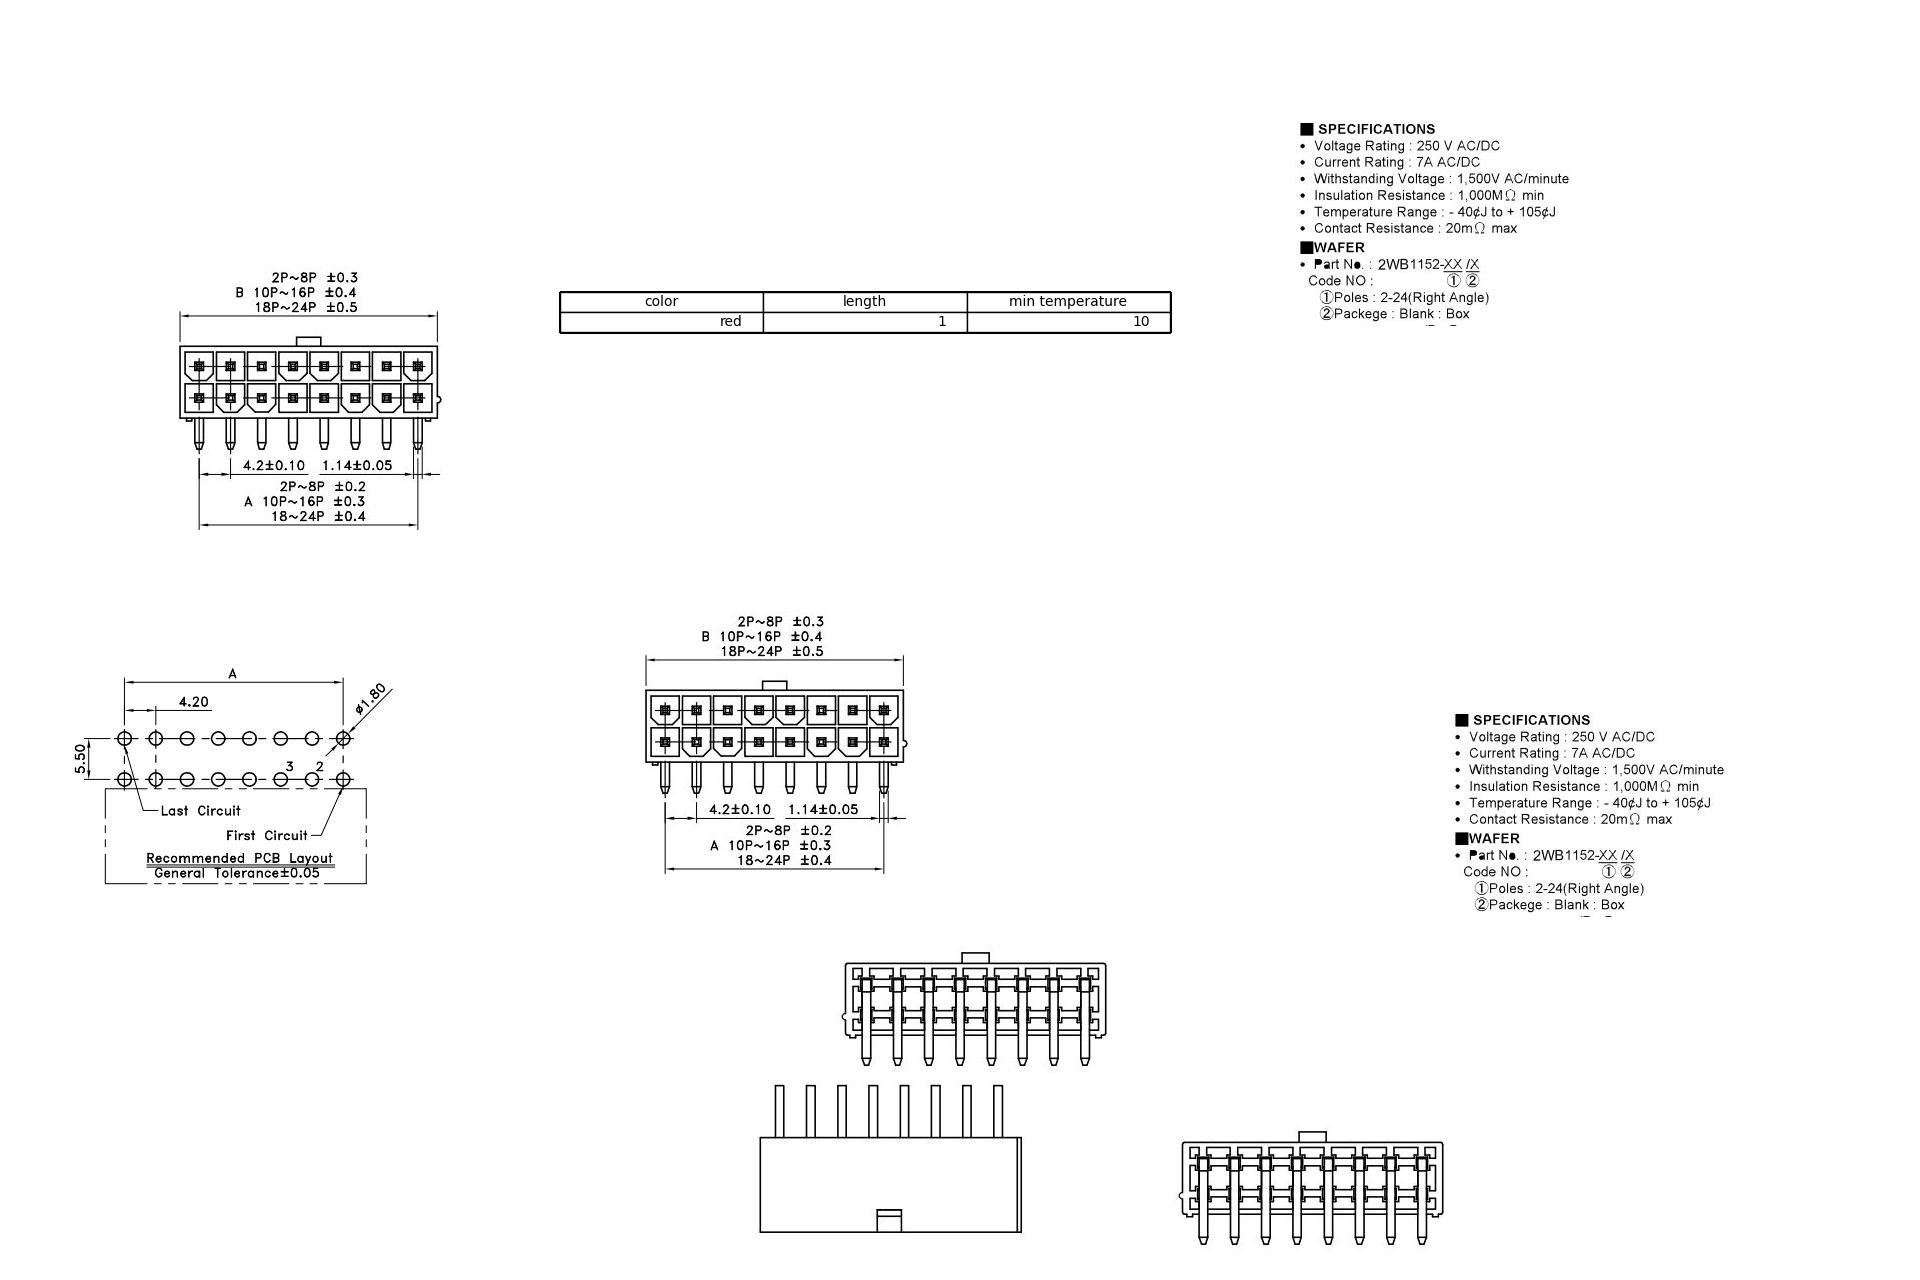 ■ SPECIFICATIONS
• Voltage Rating : 250 V AC/DC
• Current Rating : 7A AC/DC
• Withstanding Voltage : 1,500V AC/minute
• Insulation Resistance : 1,000MΩ min
• Temperature Range : - 40¢J to + 105¢J
• Contact Resistance : 20mΩ max
■WAFER
• Part No. : 2WB1152-XX /X
Code NO : ① ②
①Poles : 2-24(Right Angle)
②Packege : Blank : Box
2P~8P ±0.3
B 10P~16P ±0.4
18P~24P ±0.5
color length min temperature
red 1 10
4.2±0.10 1.14±0.05
2P~8P ±0.2
A 10P~16P ±0.3
18~24P ±0.4
2P~8P ±0.3
B 10P~16P ±0.4
18P~24P ±0.5
A
4.20
ø1.80
5.50
3 2
Last Circuit
First Circuit
Recommended PCB Layout
General Tolerance±0.05
4.2±0.10 1.14±0.05
2P~8P ±0.2
A 10P~16P ±0.3
18~24P ±0.4
■ SPECIFICATIONS
• Voltage Rating : 250 V AC/DC
• Current Rating : 7A AC/DC
• Withstanding Voltage : 1,500V AC/minute
• Insulation Resistance : 1,000MΩ min
• Temperature Range : - 40¢J to + 105¢J
• Contact Resistance : 20mΩ max
■WAFER
• Part No. : 2WB1152-XX /X
Code NO : ① ②
①Poles : 2-24(Right Angle)
②Packege : Blank : Box